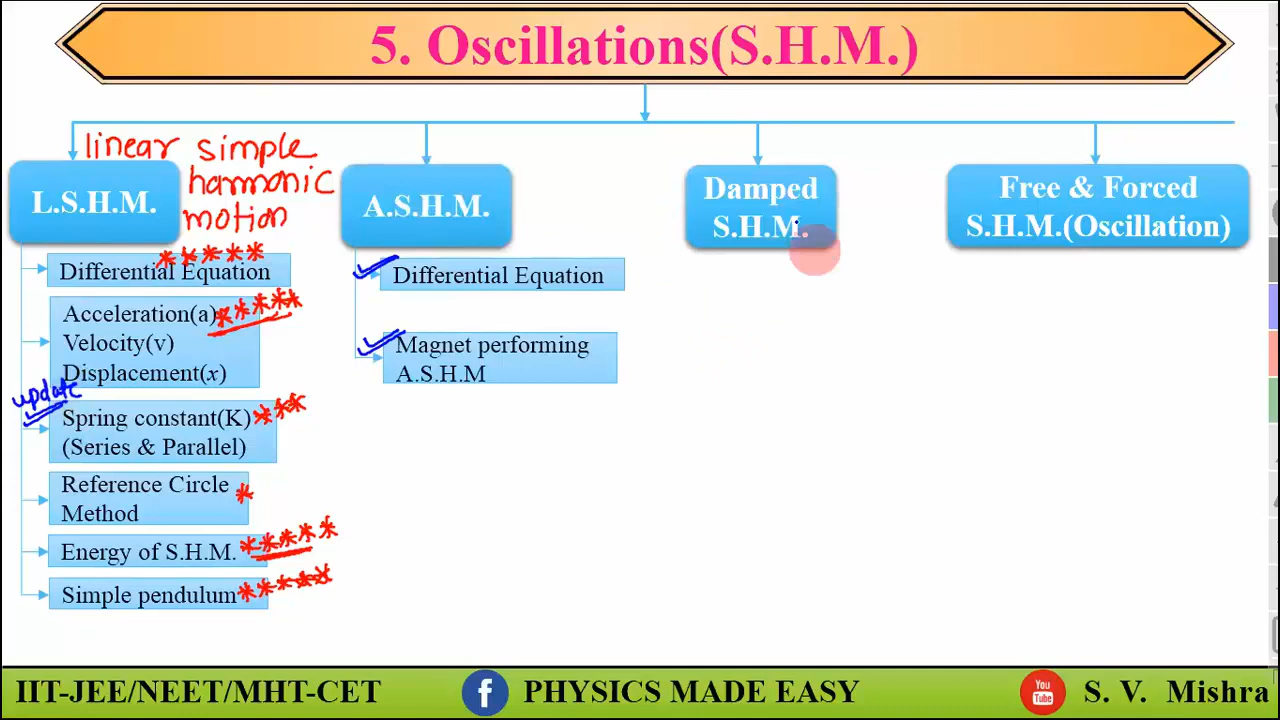 5. Oscillations(S.H.M.)
linear simple
harmonic
motion
L.S.H.M.
*****
Differential Equation
Acceleration(a) *****
Velocity(v)
Displacement(x)
update
Spring constant(K) ***
(Series & Parallel)
Reference Circle *
Method
Energy of S.H.M. *****
Simple pendulum *****
A.S.H.M.
Differential Equation
Magnet performing
A.S.H.M
Damped
S.H.M.
Free & Forced
S.H.M.(Oscillation)
IIT-JEE/NEET/MHT-CET
f
PHYSICS MADE EASY
You
Tube
S. V. Mishra